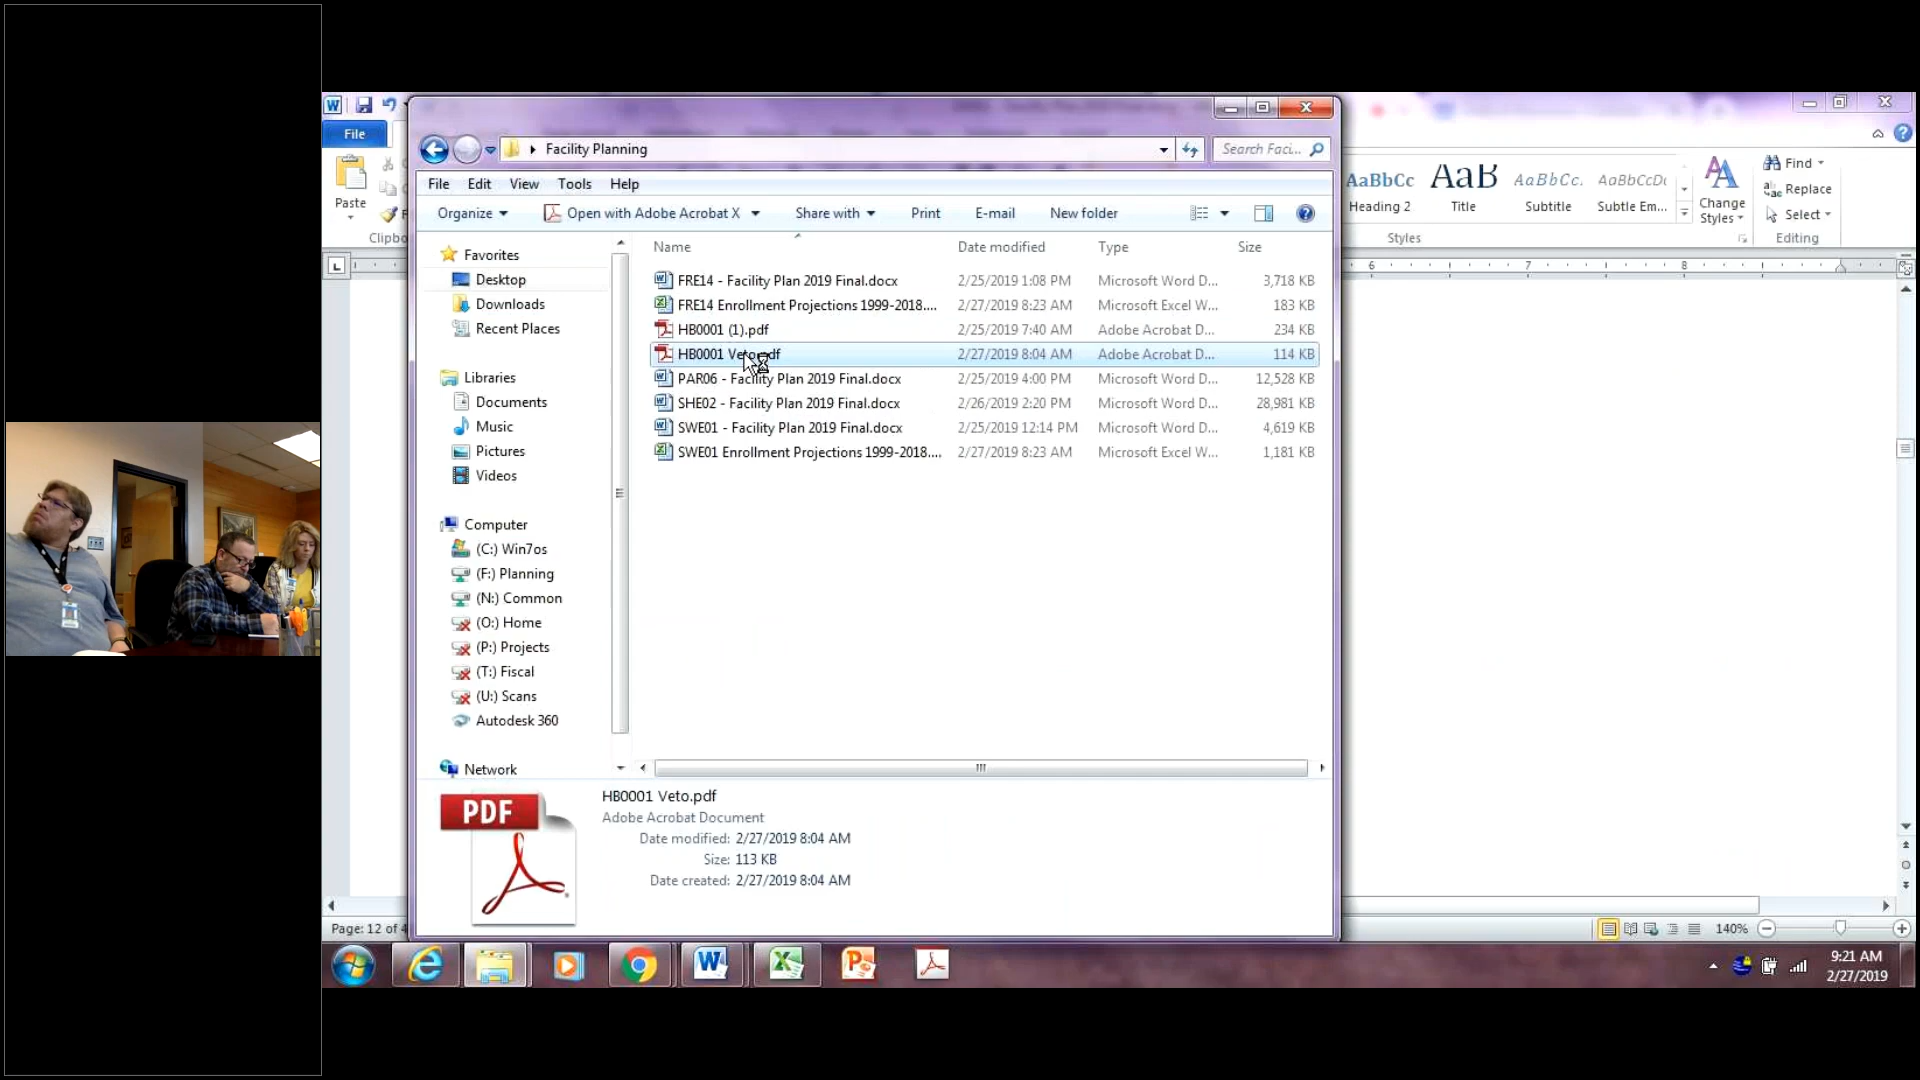 File
Paste
Page: 12 of 4
Facility Planning
Search Faci...
File Edit View Tools Help
Organize Open with Adobe Acrobat X Share with Print E-mail New folder
Name Date modified Type Size
FRE14 - Facility Plan 2019 Final.docx 2/25/2019 1:08 PM Microsoft Word D... 3,718 KB
FRE14 Enrollment Projections 1999-2018.... 2/27/2019 8:23 AM Microsoft Excel W... 183 KB
HB0001 (1).pdf 2/25/2019 7:40 AM Adobe Acrobat D... 234 KB
HB0001 Veto.pdf 2/27/2019 8:04 AM Adobe Acrobat D... 114 KB
PAR06 - Facility Plan 2019 Final.docx 2/25/2019 4:00 PM Microsoft Word D... 12,528 KB
SHE02 - Facility Plan 2019 Final.docx 2/26/2019 2:20 PM Microsoft Word D... 28,981 KB
SWE01 - Facility Plan 2019 Final.docx 2/25/2019 12:14 PM Microsoft Word D... 4,619 KB
SWE01 Enrollment Projections 1999-2018.... 2/27/2019 8:23 AM Microsoft Excel W... 1,181 KB
Favorites
Desktop
Downloads
Recent Places
Libraries
Documents
Music
Pictures
Videos
Computer
(C:) Win7os
(F:) Planning
(N:) Common
(O:) Home
(P:) Projects
(T:) Fiscal
(U:) Scans
Autodesk 360
Network
PDF
HB0001 Veto.pdf
Adobe Acrobat Document
Date modified: 2/27/2019 8:04 AM
Size: 113 KB
Date created: 2/27/2019 8:04 AM
AaBbCc AaB AaBbCc. AaBbCcDc
Heading 2 Title Subtitle Subtle Em...
Change
Styles
Styles
Find
Replace
Select
Editing
6 7 8
140%
9:21 AM
2/27/2019